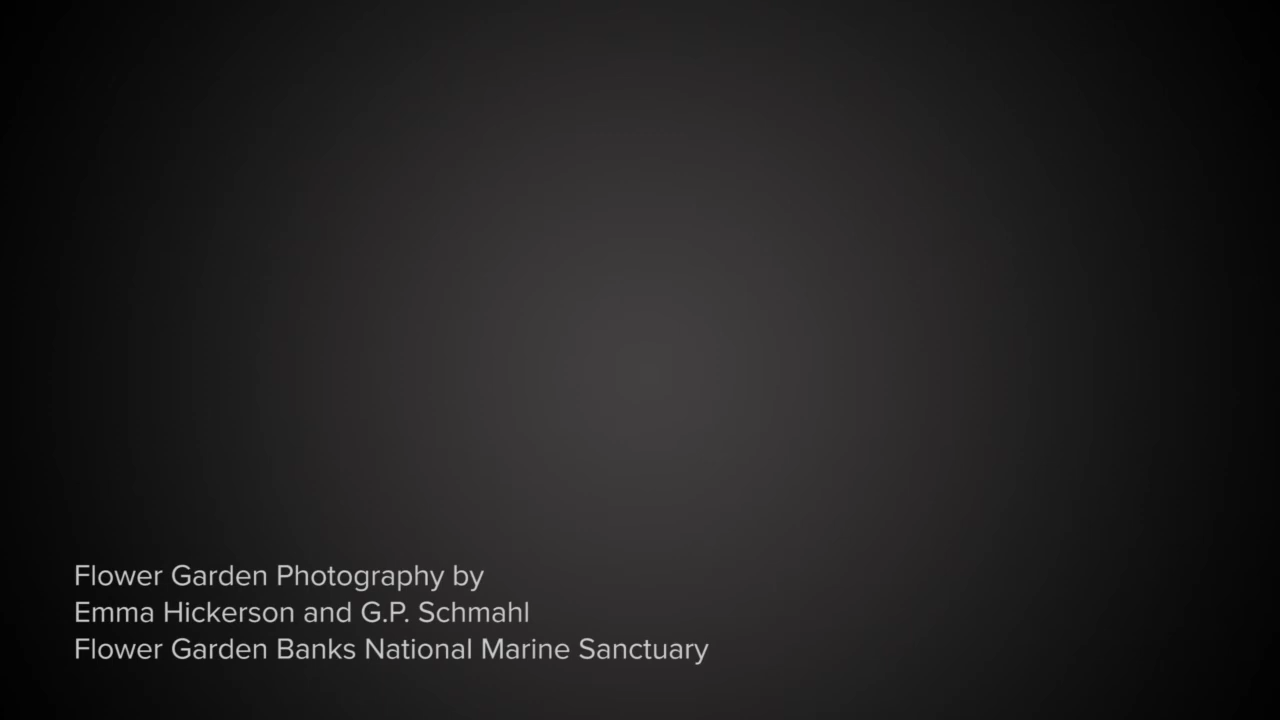 Flower Garden Photography by
Emma Hickerson and G.P. Schmahl
Flower Garden Banks National Marine Sanctuary